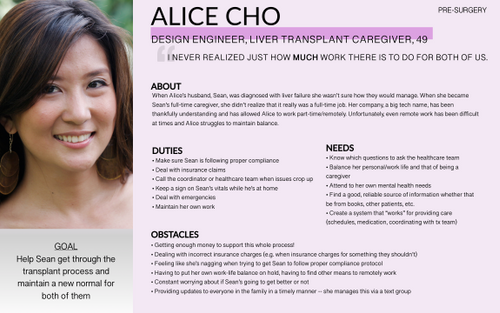 ALICE CHO
PRE-SURGERY
DESIGN ENGINEER, LIVER TRANSPLANT CAREGIVER, 49
“I NEVER REALIZED JUST HOW MUCH WORK THERE IS TO DO FOR BOTH OF US.
ABOUT
When Alice's husband, Sean, was diagnosed with liver failure she wasn't sure how they would manage. When she became
Sean's full-time caregiver, she didn't realize that it really was a full-time job. Her company, a big tech name, has been
thankfully understanding and has allowed Alice to work part-time/remotely. Unfortunately, even remote work has been difficult
at times and Alice struggles to maintain balance.
DUTIES
• Make sure Sean is following proper compliance
• Deal with insurance claims
• Call the coordinator or healthcare team when issues crop up
• Keep a sign on Sean's vitals while he's at home
• Deal with emergencies
• Maintain her own work
NEEDS
• Know which questions to ask the healthcare team
• Balance her personal/work life and that of being a
caregiver
• Attend to her own mental health needs
• Find a good, reliable source of information whether that
be from books, other patients, etc.
• Create a system that "works" for providing care
(schedules, medication, coordinating with tx team)
OBSTACLES
• Getting enough money to support this whole process!
• Dealing with incorrect insurance charges (e.g. when insurance charges for something they shouldn't)
• Feeling like she's nagging when trying to get Sean to follow proper compliance protocol
• Having to put her own work-life balance on hold, having to find other means to remotely work
• Constant worrying about if Sean's going to get better or not
• Providing updates to everyone in the family in a timely manner -- she manages this via a text group
GOAL
Help Sean get through the
transplant process and
maintain a new normal for
both of them